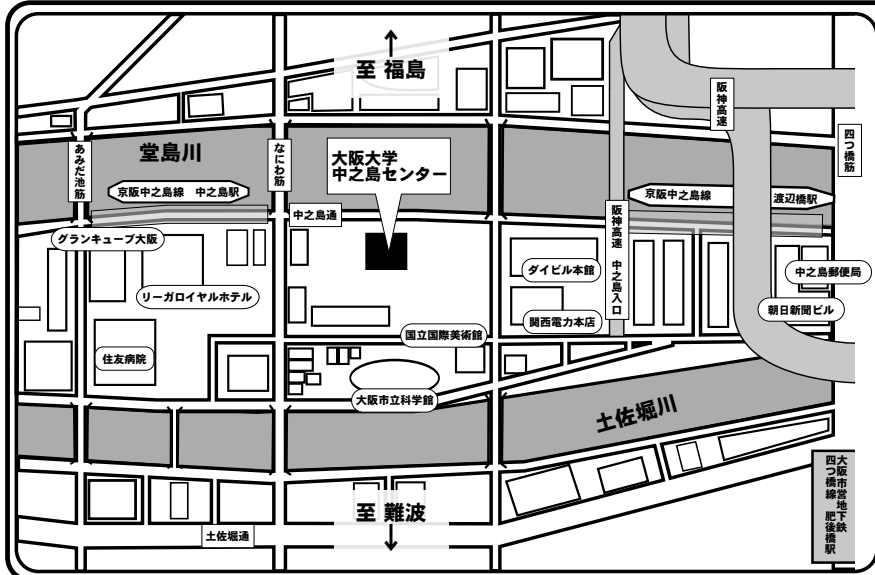 至 福島
阪神高速
四つ橋筋
あみだ池筋
堂島川
なにわ筋
大阪大学
中之島センター
京阪中之島線 中之島駅
京阪中之島線
渡辺橋駅
中之島通
阪神高速 中之島入口
グランキューブ大阪
リーガロイヤルホテル
ダイビル本館
中之島郵便局
関西電力本店
朝日新聞ビル
国立国際美術館
住友病院
大阪市立科学館
土佐堀川
大阪市営地下鉄
四つ橋線 肥後橋駅
至 難波
土佐堀通